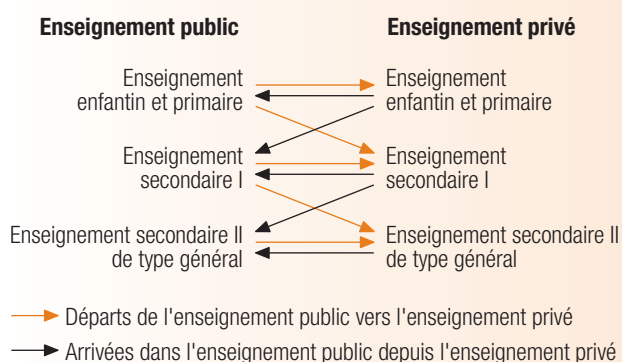 Enseignement public
Enseignement privé
Enseignement
enfantin et primaire
Enseignement
enfantin et primaire
Enseignement
secondaire I
Enseignement
secondaire I
Enseignement secondaire II
de type général
Enseignement secondaire II
de type général
Départs de l'enseignement public vers l'enseignement privé
Arrivées dans l'enseignement public depuis l'enseignement privé